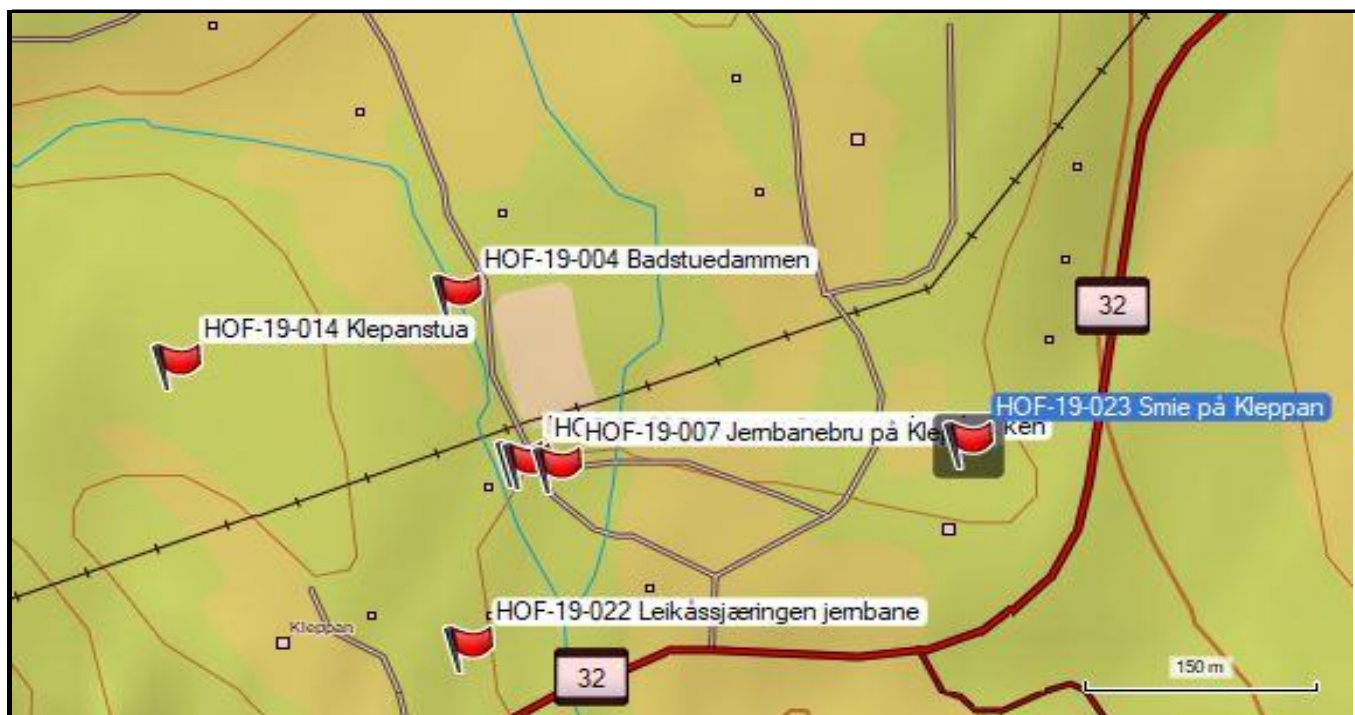 HOF-19-004 Badstuedammen
HOF-19-014 Klepanstua
32
HOF-19-023 Smie på Kleppan
HOF-19-007 Jernbanebru på
HOF-19-022 Leikåssjæringen jernbane
Kleppan
32
150 m